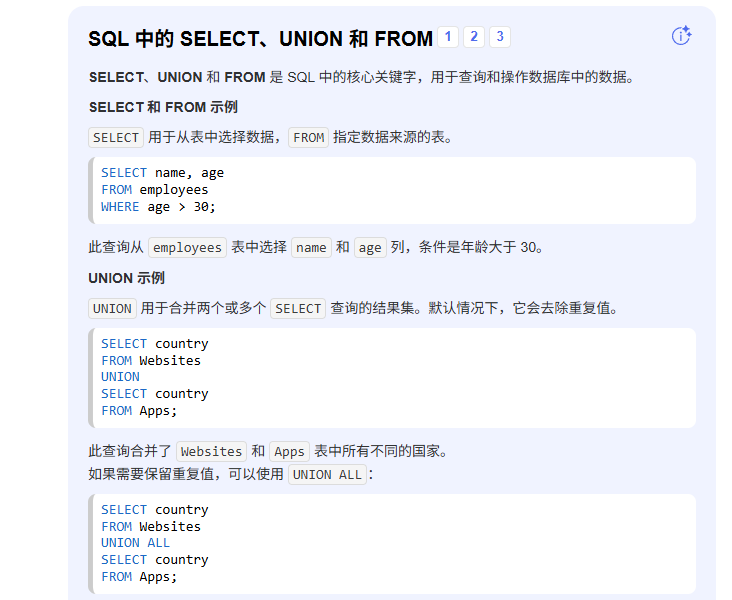 SQL 中的 SELECT、UNION 和 FROM 1 2 3
SELECT、UNION 和 FROM 是 SQL 中的核心关键字，用于查询和操作数据库中的数据。
SELECT 和 FROM 示例
SELECT 用于从表中选择数据， FROM 指定数据来源的表。
SELECT name, age
FROM employees
WHERE age > 30;
此查询从 employees 表中选择 name 和 age 列，条件是年龄大于 30。
UNION 示例
UNION 用于合并两个或多个 SELECT 查询的结果集。默认情况下，它会去除重复值。
SELECT country
FROM Websites
UNION
SELECT country
FROM Apps;
此查询合并了 Websites 和 Apps 表中所有不同的国家。
如果需要保留重复值，可以使用 UNION ALL：
SELECT country
FROM Websites
UNION ALL
SELECT country
FROM Apps;